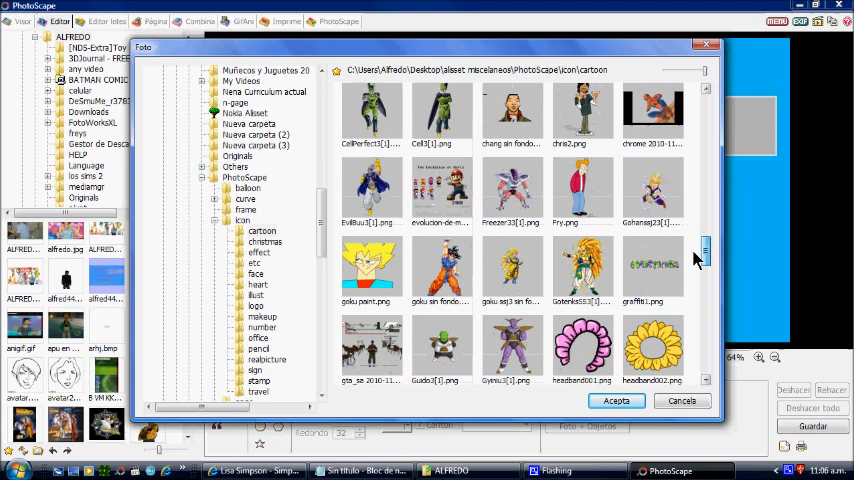 PhotoScape
Visor
Editor
Editor lotes
Página
Combina
GifAni
Imprime
PhotoScape
MENU
EXIF
ALFREDO
[NDS-Extra]Toy
3DJournal - FREE
any video
BATMAN COMIC
celular
DeSmuMe_r3781
Downloads
FotoWorksXL
freys
Gestor de Desca
HELP
Language
los sims 2
mediamgr
Originals
ALFRED...
alfredo.jpg
ALFREDO...
ALFREDO...
alfred44...
alfred44...
anigif.gif
apu en ...
arhj.bmp
avatar....
avatar2...
B VM KK...
Foto
Muñecos y Juguetes 20
My Videos
Nena Curriculum actual
n-gage
Nokia Alisset
Nueva carpeta
Nueva carpeta (2)
Nueva carpeta (3)
Originals
Others
PhotoScape
balloon
curve
frame
icon
cartoon
christmas
effect
etc
face
heart
illust
logo
makeup
number
office
pencil
realpicture
sign
stamp
travel
C:\Users\Alfredo\Desktop\alisset miscelaneos\PhotoScape\icon\cartoon
CellPerfect3[1]....
Cell3[1].png
chang sin fondo...
chris2.png
chrome 2010-11...
EvilBuu3[1].png
evolucion-de-m...
Freezer33[1].png
Fry.png
Gohanssj23[1]....
goku paint.png
goku sin fondo...
goku ssj3 sin fo...
GotenksSS3[1]....
graffiti1.png
gta_sa 2010-11...
Guido3[1].png
Gyiniu3[1].png
headband001.png
headband002.png
Acepta
Cancela
64%
Deshacer
Rehacer
Deshacer todo
Guardar
Redondo
32
Foto + Objetos
Lisa Simpson - Simp...
Sin título - Bloc de n...
ALFREDO
Flashing
PhotoScape
11:06 a.m.